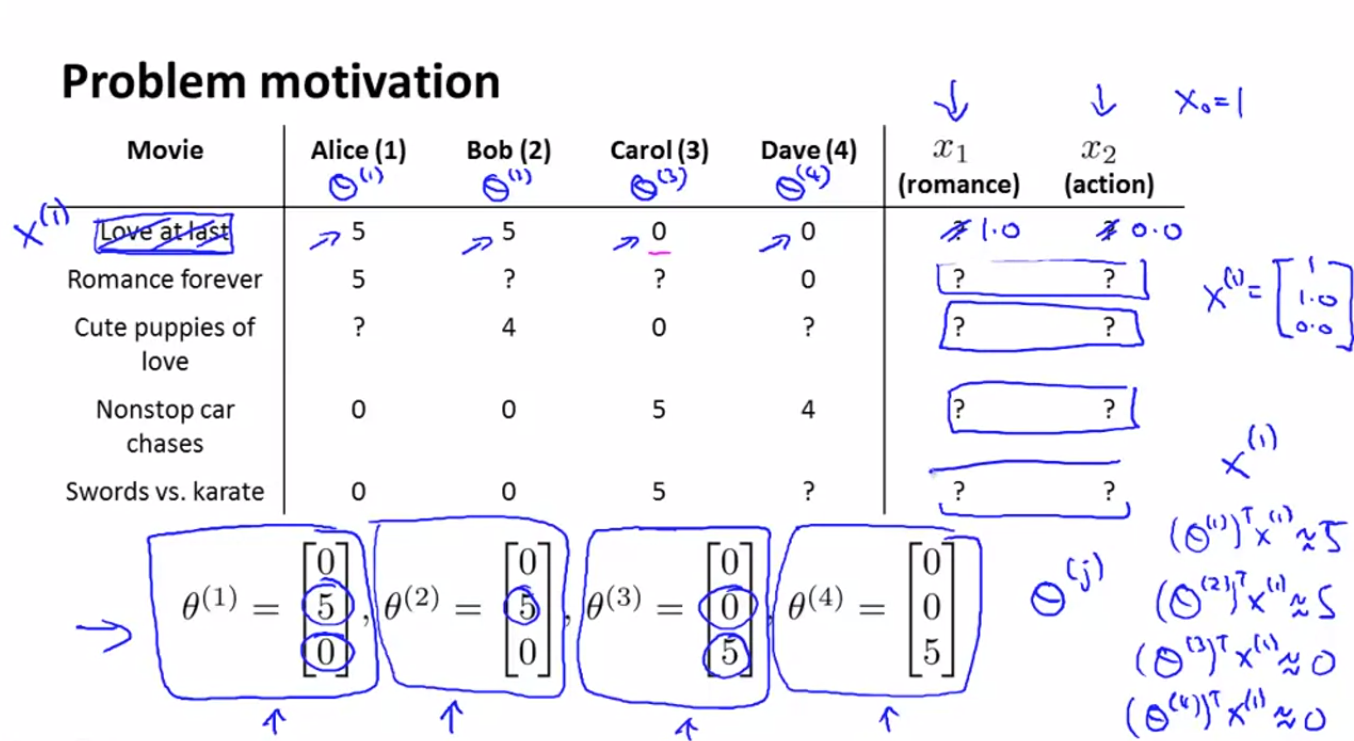 Problem motivation
x₀=1
Movie Alice (1) Bob (2) Carol (3) Dave (4) x₁ x₂
θ⁽¹⁾ θ⁽²⁾ θ⁽³⁾ θ⁽⁴⁾ (romance) (action)
x⁽¹⁾ Love at last 5 5 0 0 ? 1.0 ? 0.0
Romance forever 5 ? ? 0 ? ?
x⁽¹⁾ = [1 1.0 0.0]
Cute puppies of 
love ? 4 0 ? ? ?
Nonstop car
chases 0 0 5 4 ? ?
x⁽¹⁾
Swords vs. karate 0 0 5 ? ? ?
(θ⁽¹⁾)ᵀx⁽¹⁾≈5
θ⁽¹⁾ = [0 5 0], θ⁽²⁾ = [0 5 0], θ⁽³⁾ = [0 0 5], θ⁽⁴⁾ = [0 0 5] θ⁽ʲ⁾
(θ⁽²⁾)ᵀx⁽¹⁾≈5
(θ⁽³⁾)ᵀx⁽¹⁾≈0
(θ⁽⁴⁾)ᵀx⁽¹⁾≈0